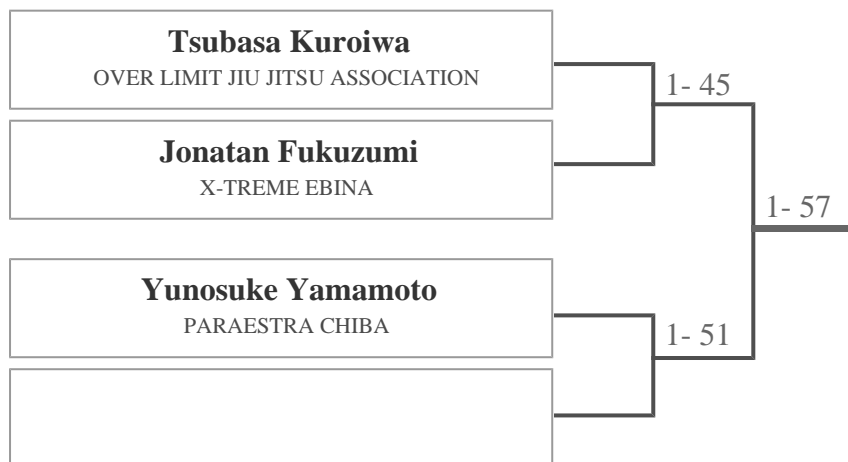 Tsubasa Kuroiwa
OVER LIMIT JIU JITSU ASSOCIATION
1- 45
Jonatan Fukuzumi
X-TREME EBINA
1- 57
Yunosuke Yamamoto
PARAESTRA CHIBA
1- 51